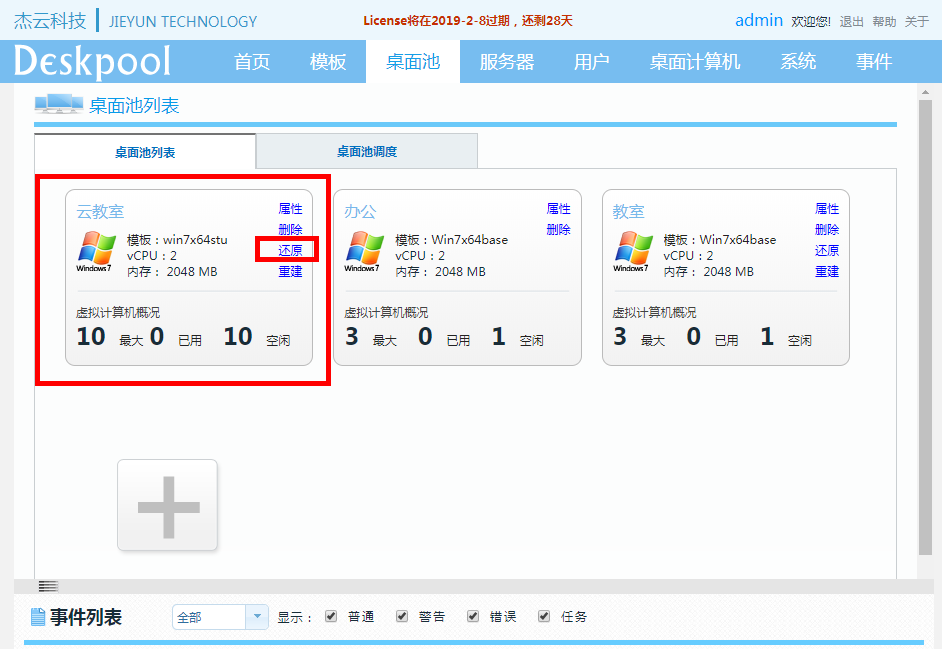 杰云科技 JIEYUN TECHNOLOGY License将在2019-2-8过期，还剩28天 admin 欢迎您! 退出 帮助 关于
Deskpool 首页 模板 桌面池 服务器 用户 桌面计算机 系统 事件
桌面池列表
桌面池列表 桌面池调度
云教室 属性
删除
模板：win7x64stu 还原
vCPU：2
内存： 2048 MB 重建
Windows7
虚拟计算机概况
10 最大 0 已用 10 空闲
办公 属性
删除
模板：Win7x64base
vCPU：2
内存： 2048 MB
Windows7
虚拟计算机概况
3 最大 0 已用 1 空闲
教室 属性
删除
模板：Win7x64base 还原
vCPU：2
内存： 2048 MB 重建
Windows7
虚拟计算机概况
3 最大 0 已用 1 空闲
事件列表 全部 显示： 普通 警告 错误 任务